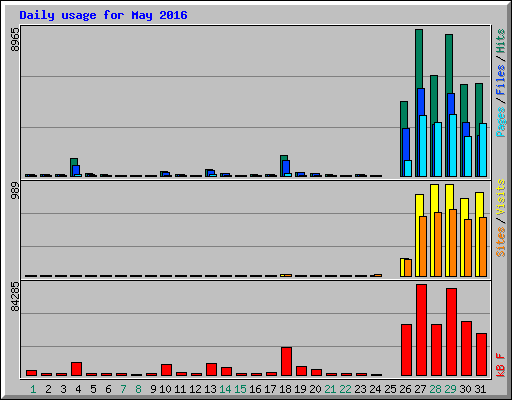 Daily usage for May 2016
8965
Pages / Files / Hits
989
Sites / Visits
84285
kB F
1 2 3 4 5 6 7 8 9 10 11 12 13 14 15 16 17 18 19 20 21 22 23 24 25 26 27 28 29 30 31